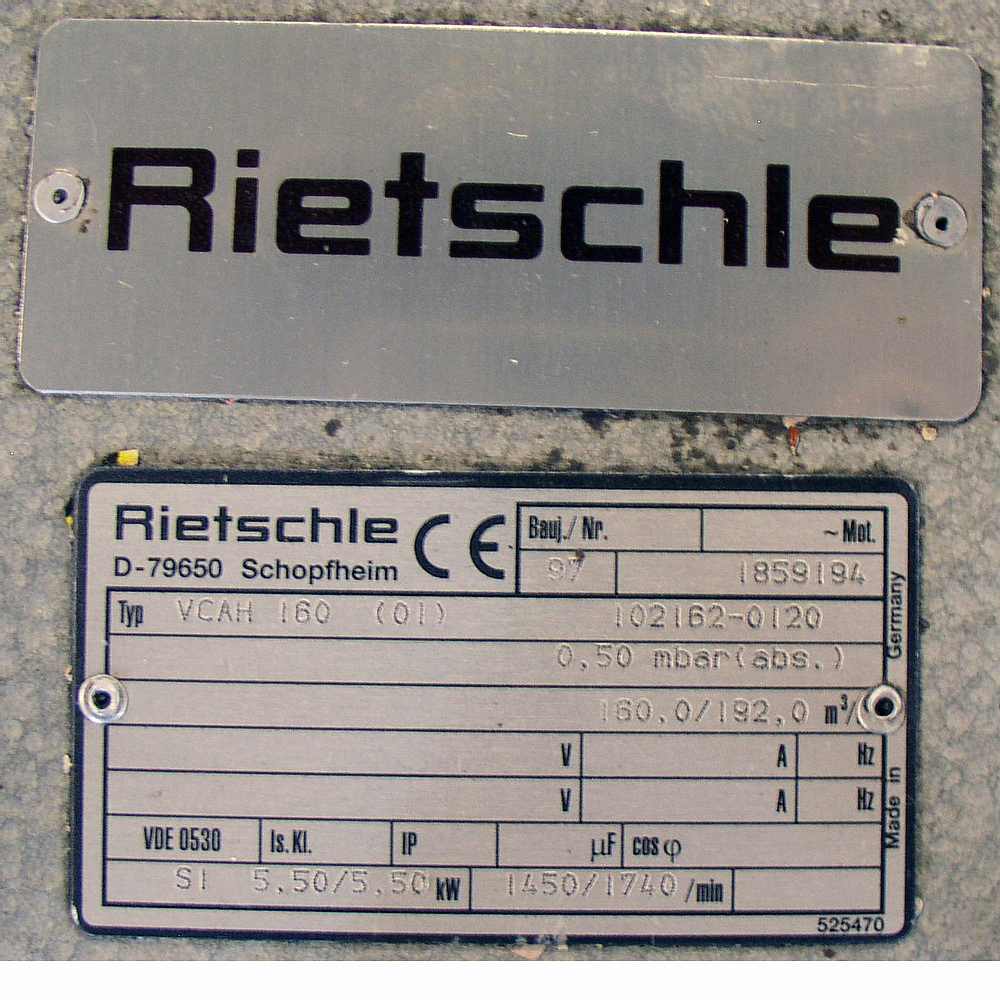 Rietschle
Rietschle CE
D-79650 Schopfheim
Bauj./Nr. ~Mot.
97 1859194
Typ VCAH 160 (01) 102162-0120
0,50 mbar(abs.)
160,0/192,0 m³/
V A Hz
V A Hz
VDE 0530 Is.Kl. IP µF cos φ
S1 5,50/5,50 kW 1450/1740 /min
525470
Made in Germany